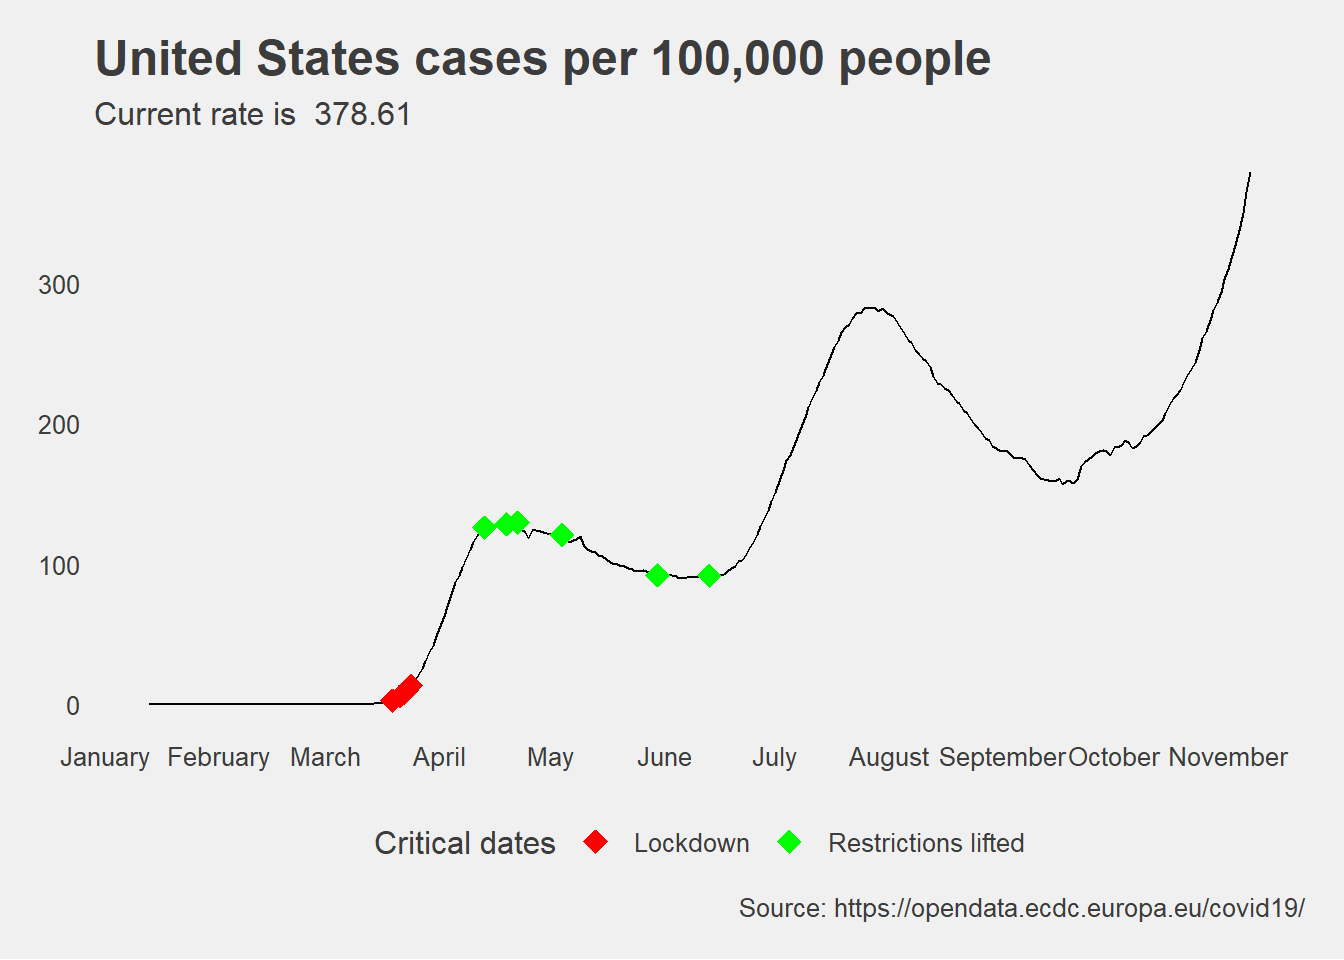 United States cases per 100,000 people
Current rate is  378.61
300
200
100
0
January February March April May June July August September October November
Critical dates Lockdown Restrictions lifted
Source: https://opendata.ecdc.europa.eu/covid19/